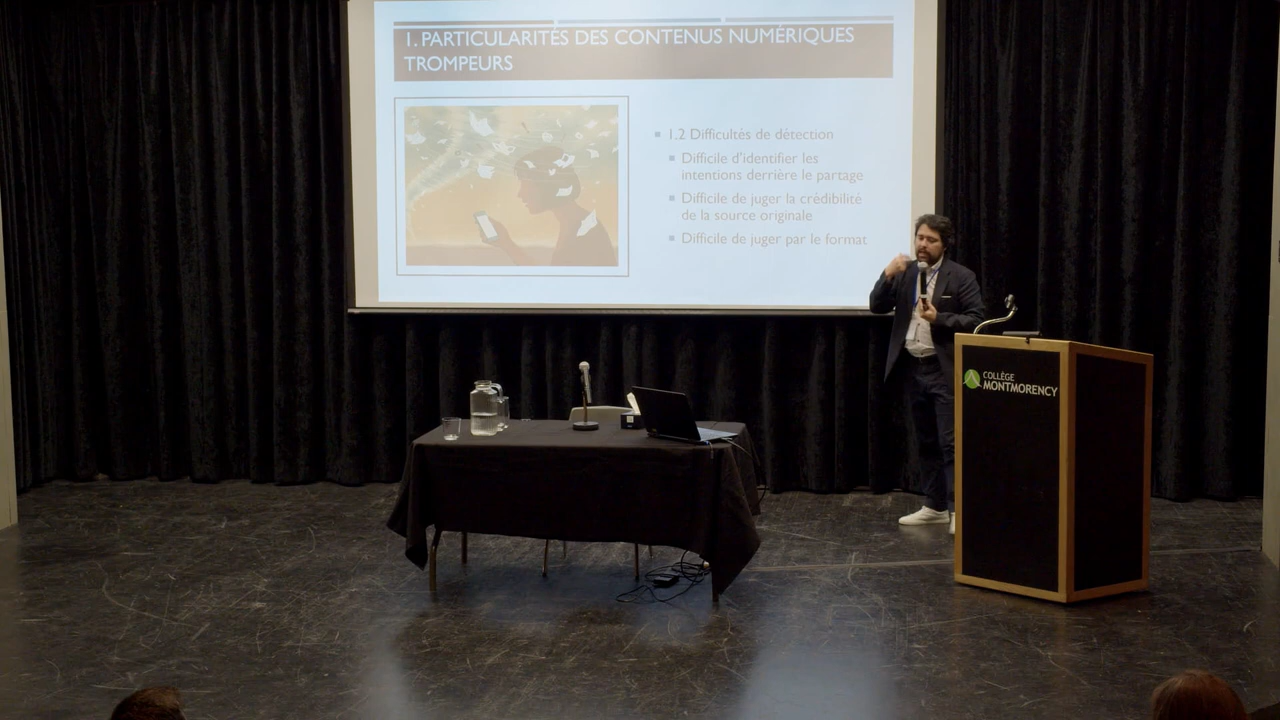 1. PARTICULARITÉS DES CONTENUS NUMÉRIQUES
TROMPEURS
1.2 Difficultés de détection
Difficile d'identifier les
intentions derrière le partage
Difficile de juger la crédibilité
de la source originale
Difficile de juger par le format
COLLÈGE
MONTMORENCY